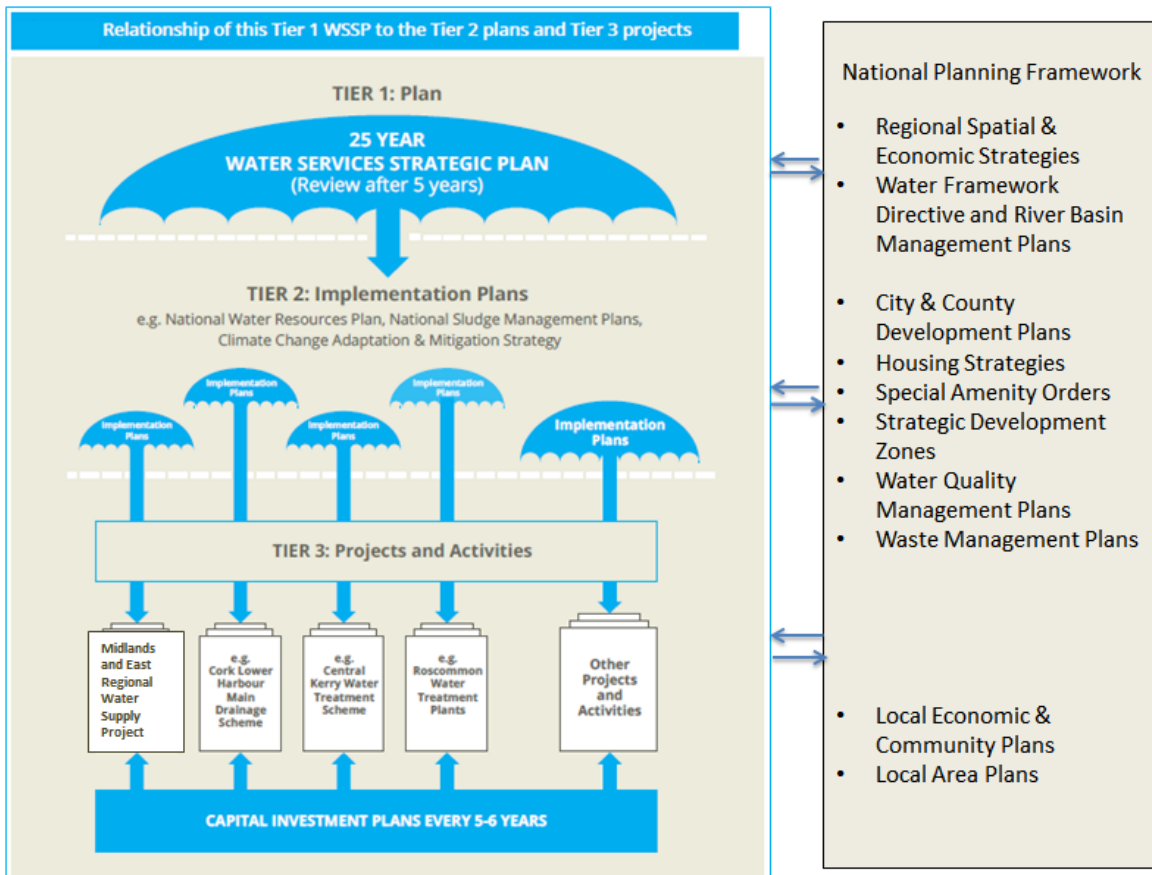 Relationship of this Tier 1 WSSP to the Tier 2 plans and Tier 3 projects
TIER 1: Plan
25 YEAR
WATER SERVICES STRATEGIC PLAN
(Review after 5 years)
TIER 2: Implementation Plans
e.g. National Water Resources Plan, National Sludge Management Plans,
Climate Change Adaptation & Mitigation Strategy
Implementation
Plans
Implementation
Plans
Implementation
Plans
Implementation
Plans
Implementation
Plans
TIER 3: Projects and Activities
Midlands
and East
Regional
Water
Supply
Project
e.g.
Cork Lower
Harbour
Main
Drainage
Scheme
e.g.
Central
Kerry Water
Treatment
Scheme
e.g.
Roscommon
Water
Treatment
Plants
Other
Projects
and
Activities
CAPITAL INVESTMENT PLANS EVERY 5-6 YEARS
National Planning Framework
• Regional Spatial &
Economic Strategies
• Water Framework
Directive and River Basin
Management Plans
• City & County
Development Plans
• Housing Strategies
• Special Amenity Orders
• Strategic Development
Zones
• Water Quality
Management Plans
• Waste Management Plans
• Local Economic &
Community Plans
• Local Area Plans